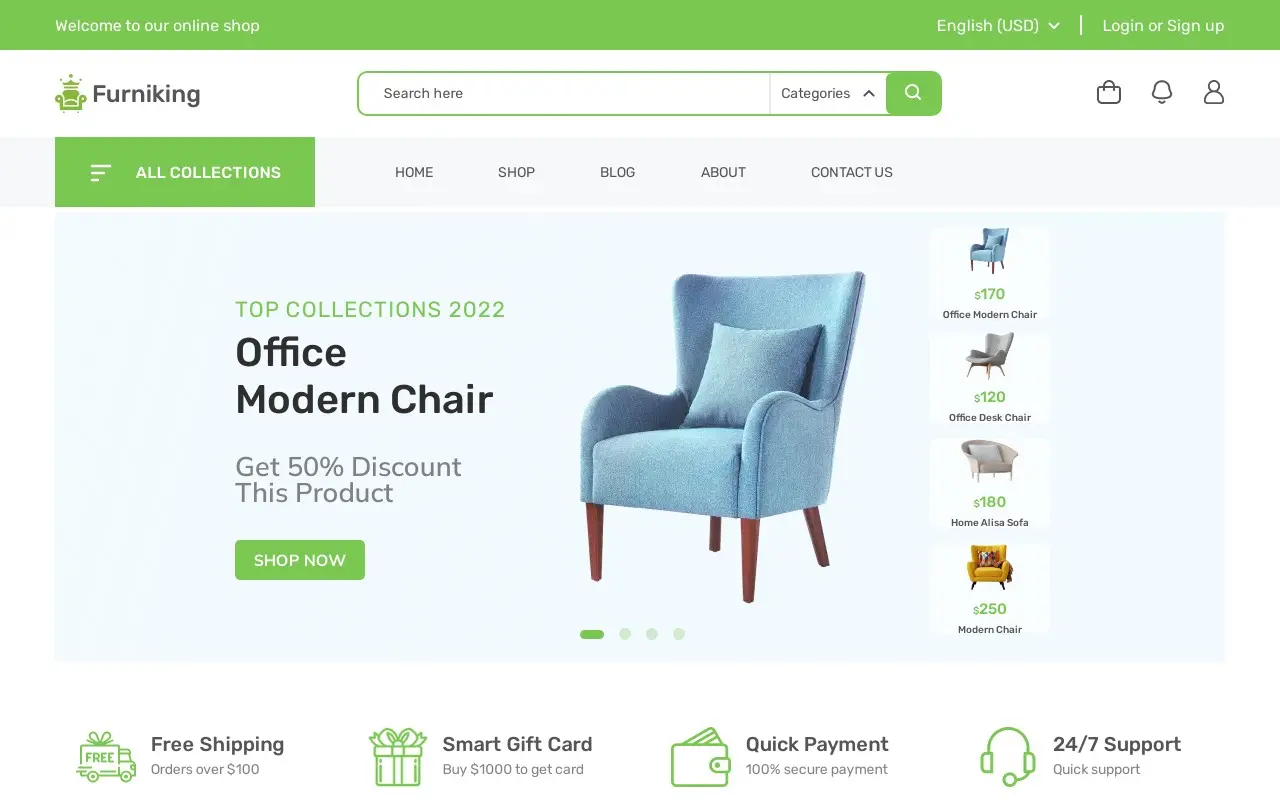 Welcome to our online shop
English (USD)
Login or Sign up
Furniking
Search here
Categories
ALL COLLECTIONS
HOME
SHOP
BLOG
ABOUT
CONTACT US
TOP COLLECTIONS 2022
Office
Modern Chair
Get 50% Discount
This Product
SHOP NOW
$170
Office Modern Chair
$120
Office Desk Chair
$180
Home Alisa Sofa
$250
Modern Chair
FREE
Free Shipping
Orders over $100
Smart Gift Card
Buy $1000 to get card
Quick Payment
100% secure payment
24/7 Support
Quick support